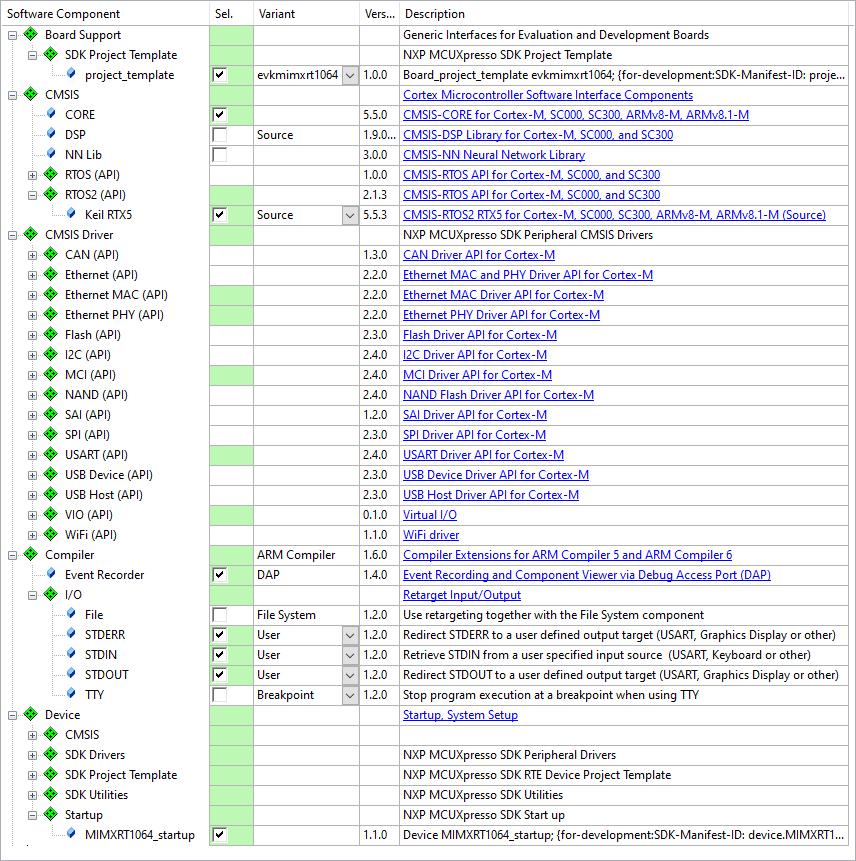 Software Component Sel. Variant Vers... Description
Board Support Generic Interfaces for Evaluation and Development Boards
SDK Project Template NXP MCUXpresso SDK Project Template
project_template evkmimxrt1064 1.0.0 Board_project_template evkmimxrt1064; {for-development:SDK-Manifest-ID: proje...
CMSIS Cortex Microcontroller Software Interface Components
CORE 5.5.0 CMSIS-CORE for Cortex-M, SC000, SC300, ARMv8-M, ARMv8.1-M
DSP Source 1.9.0... CMSIS-DSP Library for Cortex-M, SC000, and SC300
NN Lib 3.0.0 CMSIS-NN Neural Network Library
RTOS (API) 1.0.0 CMSIS-RTOS API for Cortex-M, SC000, and SC300
RTOS2 (API) 2.1.3 CMSIS-RTOS API for Cortex-M, SC000, and SC300
Keil RTX5 Source 5.5.3 CMSIS-RTOS2 RTX5 for Cortex-M, SC000, SC300, ARMv8-M, ARMv8.1-M (Source)
CMSIS Driver NXP MCUXpresso SDK Peripheral CMSIS Drivers
CAN (API) 1.3.0 CAN Driver API for Cortex-M
Ethernet (API) 2.2.0 Ethernet MAC and PHY Driver API for Cortex-M
Ethernet MAC (API) 2.2.0 Ethernet MAC Driver API for Cortex-M
Ethernet PHY (API) 2.2.0 Ethernet PHY Driver API for Cortex-M
Flash (API) 2.3.0 Flash Driver API for Cortex-M
I2C (API) 2.4.0 I2C Driver API for Cortex-M
MCI (API) 2.4.0 MCI Driver API for Cortex-M
NAND (API) 2.4.0 NAND Flash Driver API for Cortex-M
SAI (API) 1.2.0 SAI Driver API for Cortex-M
SPI (API) 2.3.0 SPI Driver API for Cortex-M
USART (API) 2.4.0 USART Driver API for Cortex-M
USB Device (API) 2.3.0 USB Device Driver API for Cortex-M
USB Host (API) 2.3.0 USB Host Driver API for Cortex-M
VIO (API) 0.1.0 Virtual I/O
WiFi (API) 1.1.0 WiFi driver
Compiler ARM Compiler 1.6.0 Compiler Extensions for ARM Compiler 5 and ARM Compiler 6
Event Recorder DAP 1.4.0 Event Recording and Component Viewer via Debug Access Port (DAP)
I/O Retarget Input/Output
File File System 1.2.0 Use retargeting together with the File System component
STDERR User 1.2.0 Redirect STDERR to a user defined output target (USART, Graphics Display or other)
STDIN User 1.2.0 Retrieve STDIN from a user specified input source (USART, Keyboard or other)
STDOUT User 1.2.0 Redirect STDOUT to a user defined output target (USART, Graphics Display or other)
TTY Breakpoint 1.2.0 Stop program execution at a breakpoint when using TTY
Device Startup, System Setup
CMSIS
SDK Drivers NXP MCUXpresso SDK Peripheral Drivers
SDK Project Template NXP MCUXpresso SDK RTE Device Project Template
SDK Utilities NXP MCUXpresso SDK Utilities
Startup NXP MCUXpresso SDK Start up
MIMXRT1064_startup 1.1.0 Device MIMXRT1064_startup; {for-development:SDK-Manifest-ID: device.MIMXRT1...